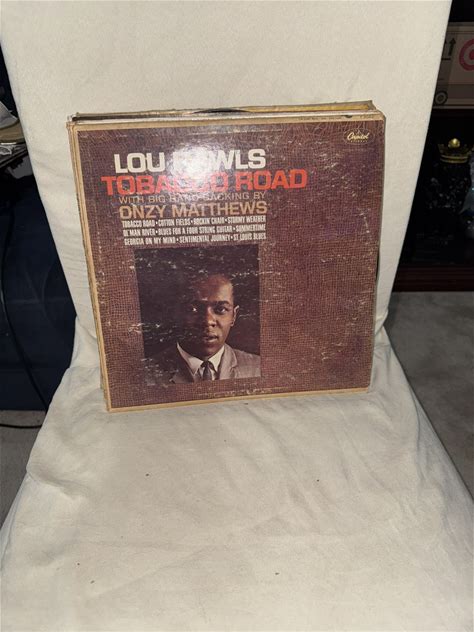 Capitol
LOU RAWLS
TOBACCO ROAD
WITH BIG BAND BACKING BY
ONZY MATTHEWS
TOBACCO ROAD • COTTON FIELDS • ROCKIN' CHAIR • STORMY WEATHER
OL' MAN RIVER • BLUES FOR A FOUR STRING GUITAR • SUMMERTIME
GEORGIA ON MY MIND • SENTIMENTAL JOURNEY • ST. LOUIS BLUES